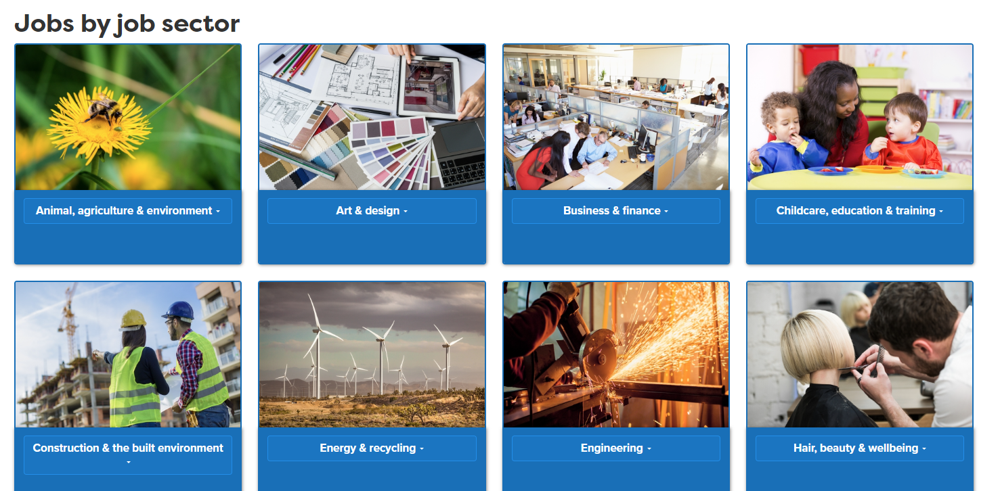 Jobs by job sector
Animal, agriculture & environment
Art & design
Business & finance
Childcare, education & training
Construction & the built environment
Energy & recycling
Engineering
Hair, beauty & wellbeing